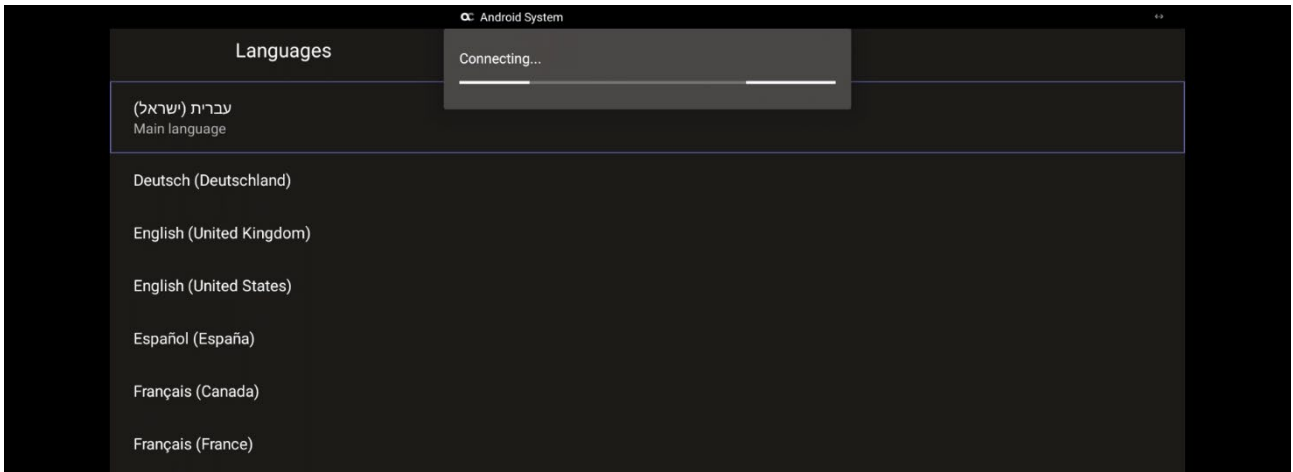 AC Android System
Languages
Connecting...
עברית (ישראל)
Main language
Deutsch (Deutschland)
English (United Kingdom)
English (United States)
Español (España)
Français (Canada)
Français (France)